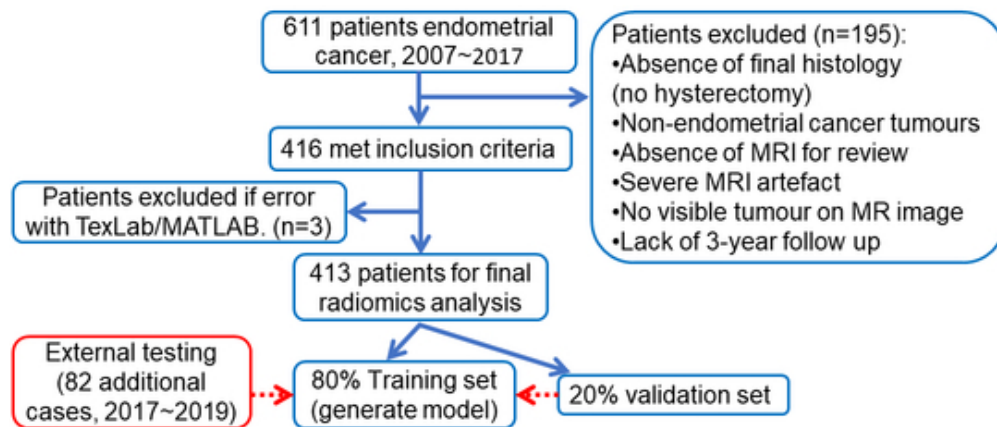 611 patients endometrial
cancer, 2007~2017
Patients excluded (n=195):
•Absence of final histology
(no hysterectomy)
•Non-endometrial cancer tumours
•Absence of MRI for review
•Severe MRI artefact
•No visible tumour on MR image
•Lack of 3-year follow up
416 met inclusion criteria
Patients excluded if error
with TexLab/MATLAB. (n=3)
413 patients for final
radiomics analysis
External testing
(82 additional
cases, 2017~2019)
80% Training set
(generate model)
20% validation set